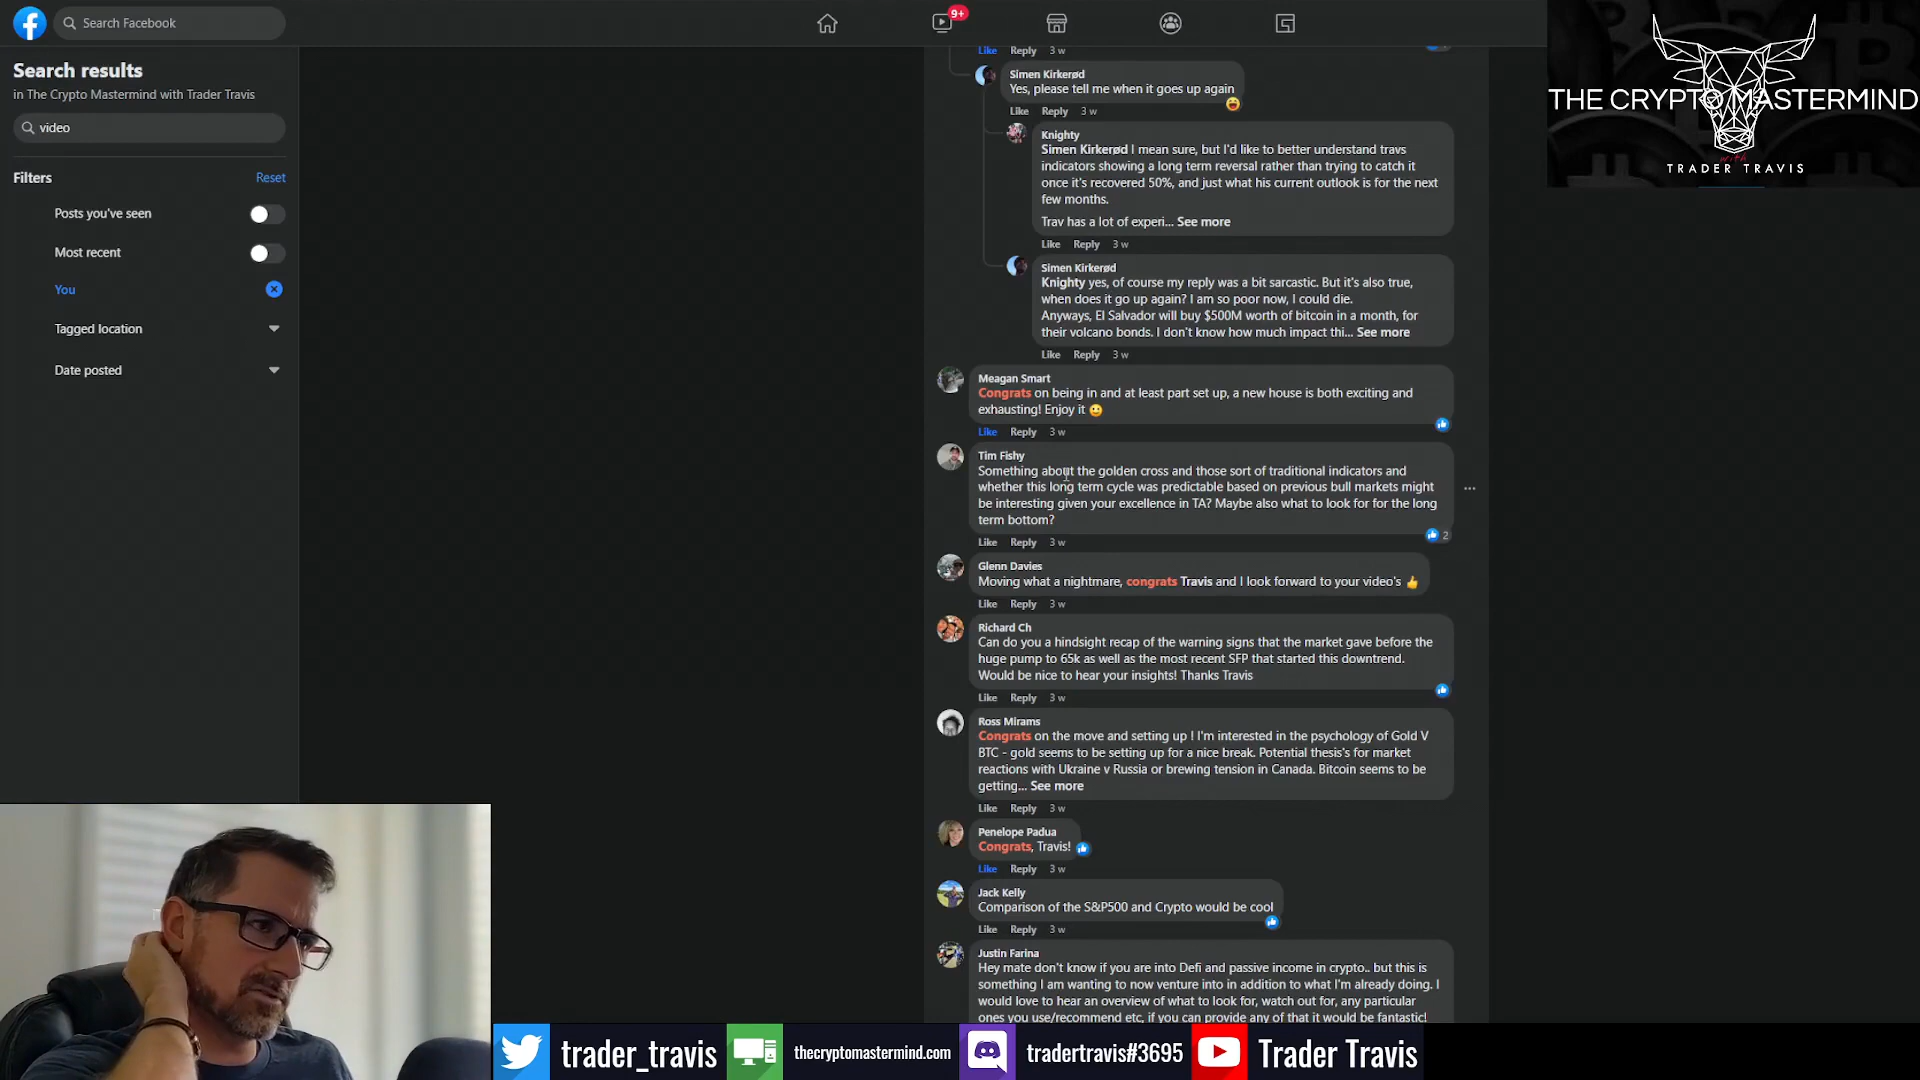 Search Facebook
9+
Search results
in The Crypto Mastermind with Trader Travis
video
Filters
Reset
Posts you've seen
Most recent
You
Tagged location
Date posted
Like Reply 3 w
Simen Kirkerød
Yes, please tell me when it goes up again
Like Reply 3 w
Knighty
Simen Kirkerød I mean sure, but I'd like to better understand travs
indicators showing a long term reversal rather than trying to catch it
once it's recovered 50%, and just what his current outlook is for the next
few months.
Trav has a lot of experi... See more
Like Reply 3 w
Simen Kirkerød
Knighty yes, of course my reply was a bit sarcastic. But it's also true,
when does it go up again? I am so poor now, I could die.
Anyways, El Salvador will buy $500M worth of bitcoin in a month, for
their volcano bonds. I don't know how much impact thi... See more
Like Reply 3 w
Meagan Smart
Congrats on being in and at least part set up, a new house is both exciting and
exhausting! Enjoy it
Like Reply 3 w
Tim Fishy
Something about the golden cross and those sort of traditional indicators and
whether this long term cycle was predictable based on previous bull markets might
be interesting given your excellence in TA? Maybe also what to look for for the long
term bottom?
2
Like Reply 3 w
Glenn Davies
Moving what a nightmare, congrats Travis and I look forward to your video's
Like Reply 3 w
Richard Ch
Can do you a hindsight recap of the warning signs that the market gave before the
huge pump to 65k as well as the most recent SFP that started this downtrend.
Would be nice to hear your insights! Thanks Travis
Like Reply 3 w
Ross Mirams
Congrats on the move and setting up ! I'm interested in the psychology of Gold V
BTC - gold seems to be setting up for a nice break. Potential thesis's for market
reactions with Ukraine v Russia or brewing tension in Canada. Bitcoin seems to be
getting... See more
Like Reply 3 w
Penelope Padua
Congrats, Travis!
Like Reply 3 w
Jack Kelly
Comparison of the S&P500 and Crypto would be cool
Like Reply 3 w
Justin Farina
Hey mate don't know if you are into Defi and passive income in crypto.. but this is
something I am wanting to now venture into in addition to what I'm already doing. I
would love to hear an overview of what to look for, watch out for, any particular
ones you use/recommend etc, if you can provide any of that it would be fantastic!
THE CRYPTO MASTERMIND
with
TRADER TRAVIS
trader_travis
thecryptomastermind.com
tradertravis#3695
Trader Travis